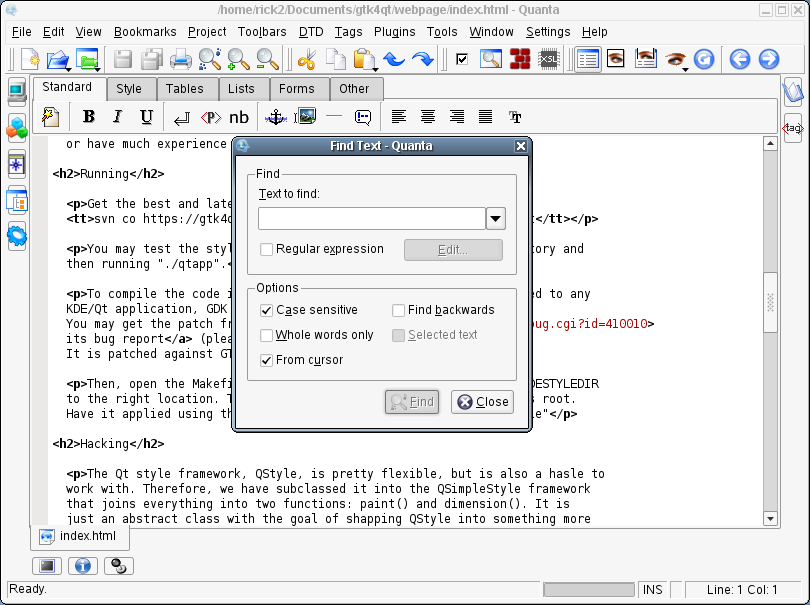 /home/rick2/Documents/gtk4qt/webpage/index.html - Quanta
File Edit View Bookmarks Project Toolbars DTD Tags Plugins Tools Window Settings Help
XSL
Standard Style Tables Lists Forms Other
B I U <P> nb
<tag>
or have much experience
<h2>Running</h2>
<p>Get the best and late
<tt>svn co https://gtk4q t</tt></p>
<p>You may test the styl tory and
then running "./qtapp".<
<p>To compile the code i ed to any
KDE/Qt application, GDK
You may get the patch fr bug.cgi?id=410010>
its bug report</a> (plea
It is patched against GT
<p>Then, open the Makefi DESTYLEDIR
to the right location. T s root.
Have it applied using th le"</p>
<h2>Hacking</h2>
<p>The Qt style framework, QStyle, is pretty flexible, but is also a hasle to
work with. Therefore, we have subclassed it into the QSimpleStyle framework
that joins everything into two functions: paint() and dimension(). It is
just an abstract class with the goal of shapping QStyle into something more
Find Text - Quanta
Find
Text to find:
Regular expression Edit...
Options
Case sensitive Find backwards
Whole words only Selected text
From cursor
Find Close
index.html
Ready. INS Line: 1 Col: 1